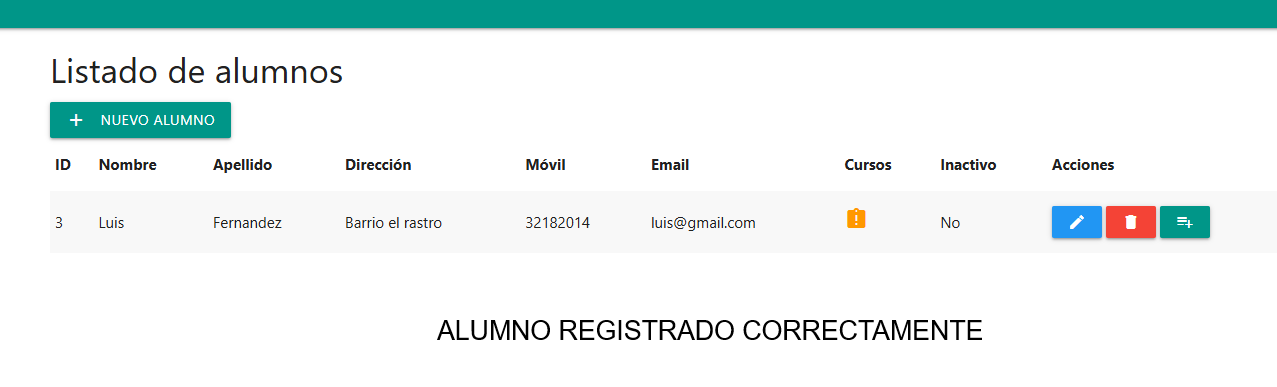 Listado de alumnos
+ NUEVO ALUMNO
ID Nombre Apellido Dirección Móvil Email Cursos Inactivo Acciones
3 Luis Fernandez Barrio el rastro 32182014 luis@gmail.com No
ALUMNO REGISTRADO CORRECTAMENTE